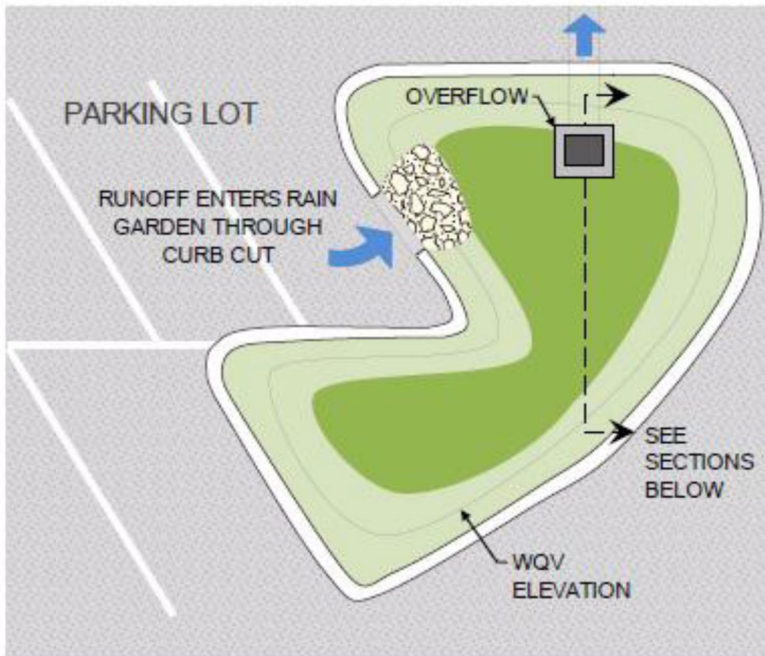 OVERFLOW
PARKING LOT
RUNOFF ENTERS RAIN
GARDEN THROUGH
CURB CUT
SEE
SECTIONS
BELOW
WQV
ELEVATION